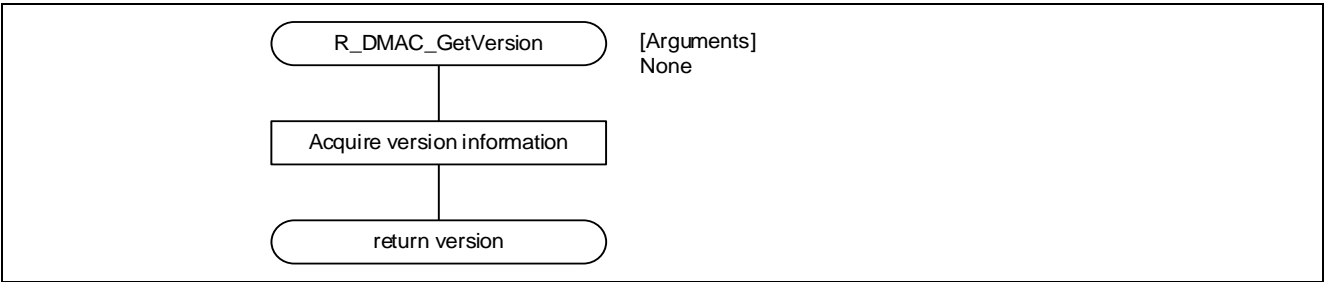 R_DMAC_GetVersion
[Arguments]
None
Acquire version information
return version